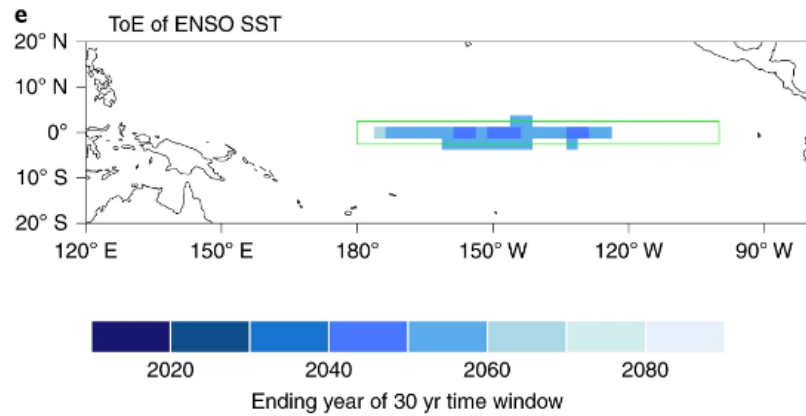 e
ToE of ENSO SST
20° N
10° N
0°
10° S
20° S
120° E 150° E 180° 150° W 120° W 90° W
2020 2040 2060 2080
Ending year of 30 yr time window